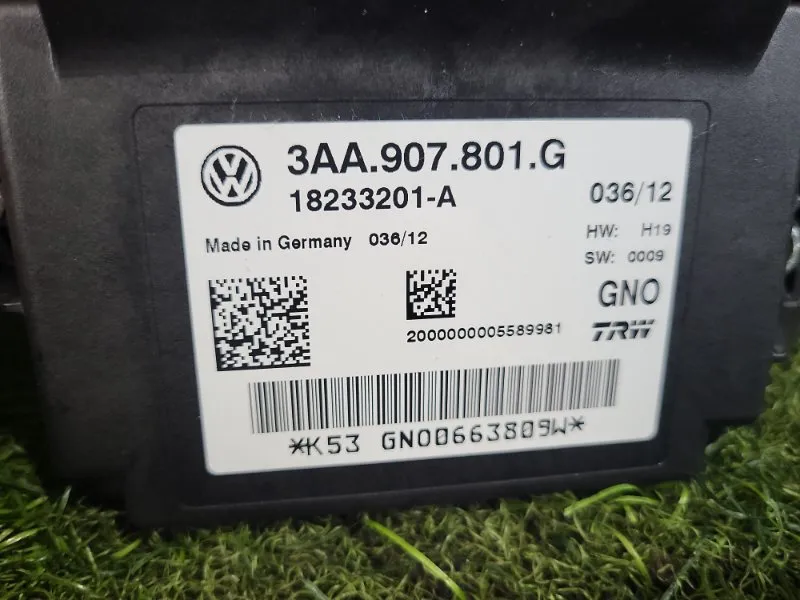 3AA.907.801.G
18233201-A 036/12
Made in Germany 036/12 HW: H19
SW: 0009
GNO
2000000005589981 TRW
*K53 GNO0663809W*